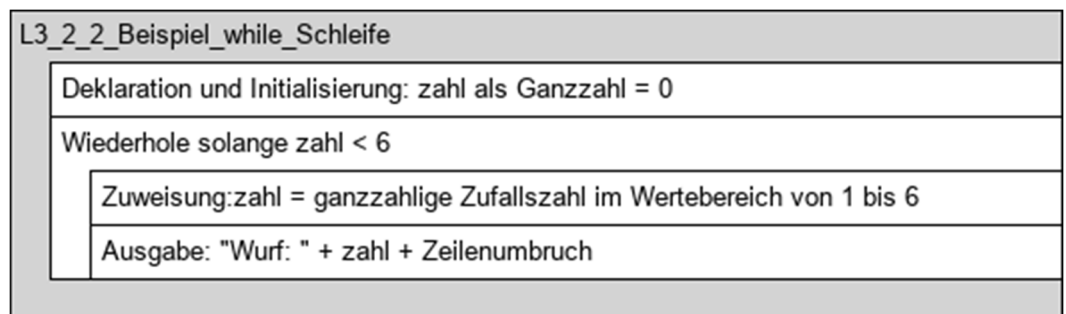 L3_2_2_Beispiel_while_Schleife
Deklaration und Initialisierung: zahl als Ganzzahl = 0
Wiederhole solange zahl < 6
Zuweisung:zahl = ganzzahlige Zufallszahl im Wertebereich von 1 bis 6
Ausgabe: "Wurf: " + zahl + Zeilenumbruch